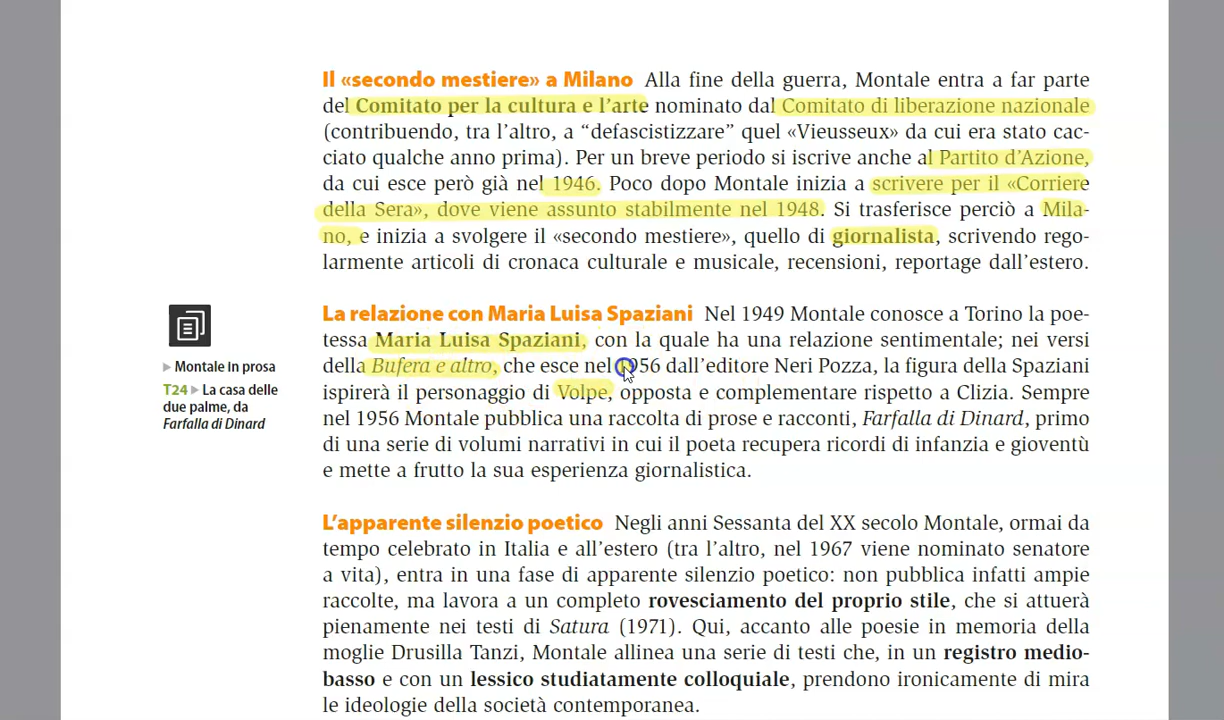 Il «secondo mestiere» a Milano Alla fine della guerra, Montale entra a far parte
del Comitato per la cultura e l'arte nominato dal Comitato di liberazione nazionale
(contribuendo, tra l'altro, a “defascistizzare” quel «Vieusseux» da cui era stato cac-
ciato qualche anno prima). Per un breve periodo si iscrive anche al Partito d'Azione,
da cui esce però già nel 1946. Poco dopo Montale inizia a scrivere per il «Corriere
della Sera», dove viene assunto stabilmente nel 1948. Si trasferisce perciò a Mila-
no, e inizia a svolgere il «secondo mestiere», quello di giornalista, scrivendo rego-
larmente articoli di cronaca culturale e musicale, recensioni, reportage dall'estero.
La relazione con Maria Luisa Spaziani Nel 1949 Montale conosce a Torino la poe-
tessa Maria Luisa Spaziani, con la quale ha una relazione sentimentale; nei versi
della Bufera e altro, che esce nel 1956 dall'editore Neri Pozza, la figura della Spaziani
ispirerà il personaggio di Volpe, opposta e complementare rispetto a Clizia. Sempre
nel 1956 Montale pubblica una raccolta di prose e racconti, Farfalla di Dinard, primo
di una serie di volumi narrativi in cui il poeta recupera ricordi di infanzia e gioventù
e mette a frutto la sua esperienza giornalistica.
Montale in prosa
T24 La casa delle
due palme, da
Farfalla di Dinard
L'apparente silenzio poetico Negli anni Sessanta del XX secolo Montale, ormai da
tempo celebrato in Italia e all'estero (tra l'altro, nel 1967 viene nominato senatore
a vita), entra in una fase di apparente silenzio poetico: non pubblica infatti ampie
raccolte, ma lavora a un completo rovesciamento del proprio stile, che si attuerà
pienamente nei testi di Satura (1971). Qui, accanto alle poesie in memoria della
moglie Drusilla Tanzi, Montale allinea una serie di testi che, in un registro medio-
basso e con un lessico studiatamente colloquiale, prendono ironicamente di mira
le ideologie della società contemporanea.